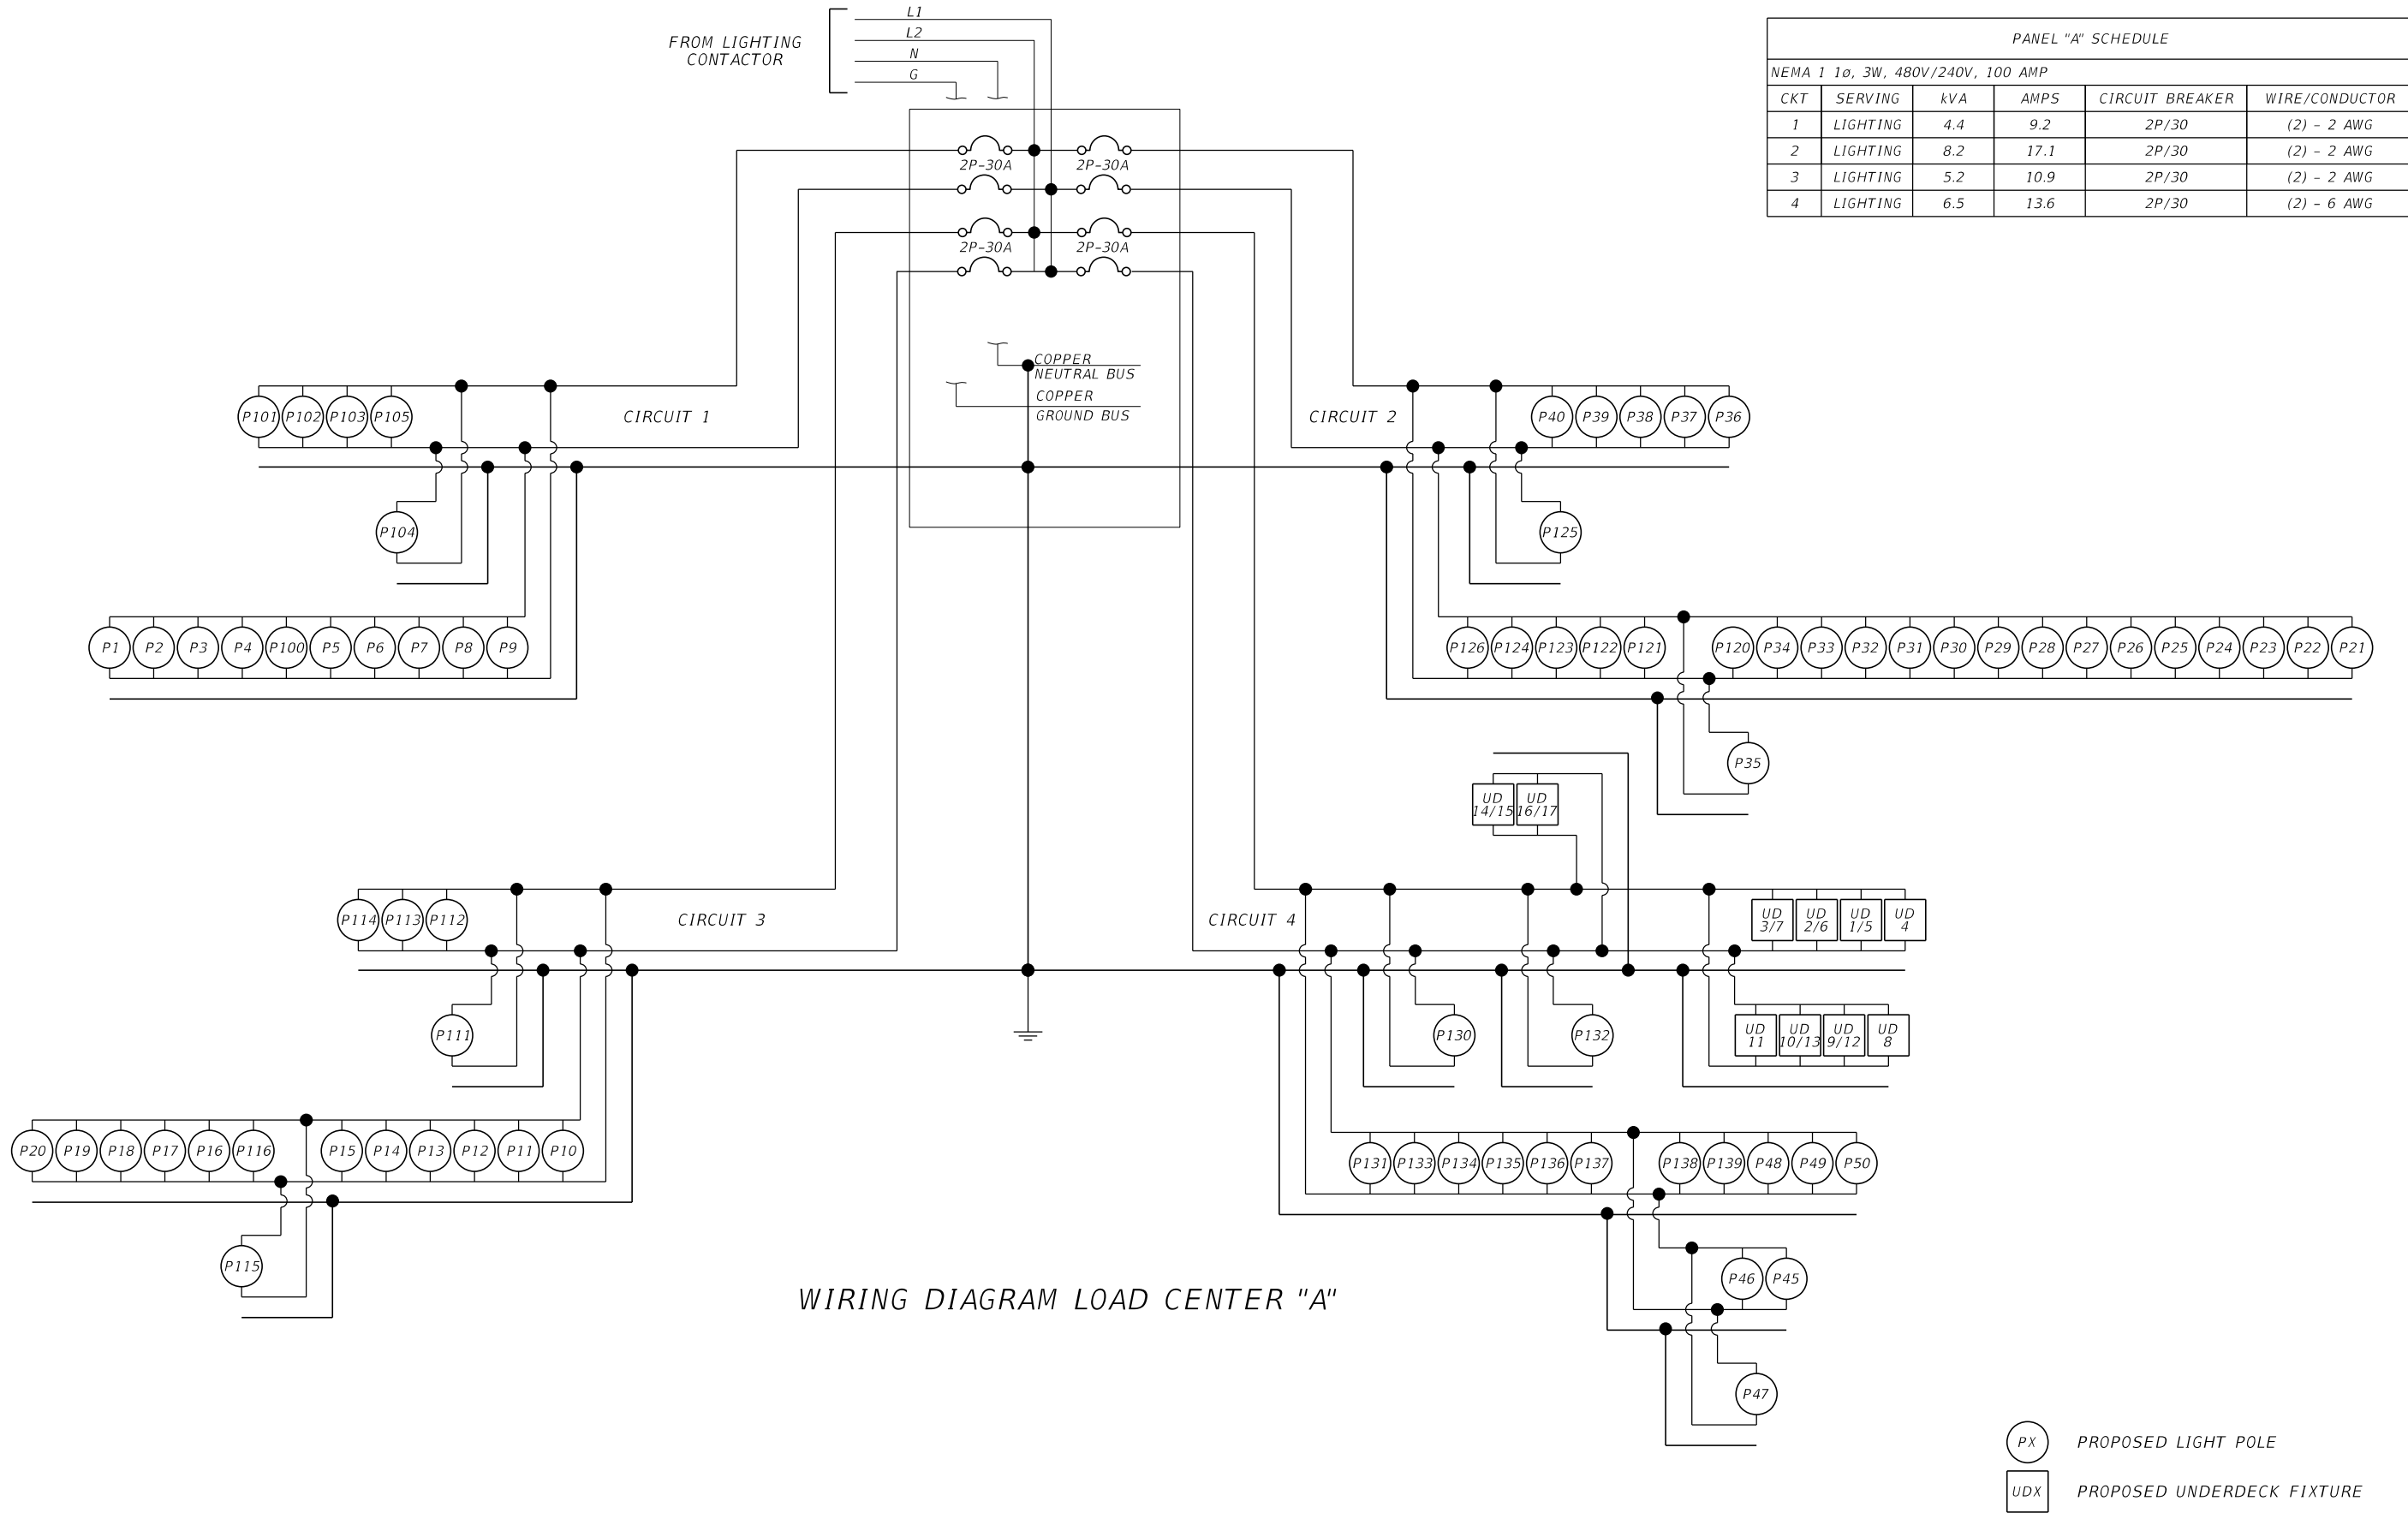 L1
L2
N
G
FROM LIGHTING
CONTACTOR
PANEL "A" SCHEDULE
NEMA 1 1ø, 3W, 480V/240V, 100 AMP
CKT SERVING kVA AMPS CIRCUIT BREAKER WIRE/CONDUCTOR
1 LIGHTING 4.4 9.2 2P/30 (2) - 2 AWG
2 LIGHTING 8.2 17.1 2P/30 (2) - 2 AWG
3 LIGHTING 5.2 10.9 2P/30 (2) - 2 AWG
4 LIGHTING 6.5 13.6 2P/30 (2) - 6 AWG
2P-30A 2P-30A
2P-30A 2P-30A
COPPER
NEUTRAL BUS
COPPER
GROUND BUS
P101 P102 P103 P105 CIRCUIT 1
CIRCUIT 2 P40 P39 P38 P37 P36
P104
P125
P1 P2 P3 P4 P100 P5 P6 P7 P8 P9
P126 P124 P123 P122 P121 P120 P34 P33 P32 P31 P30 P29 P28 P27 P26 P25 P24 P23 P22 P21
P35
UD UD
14/15 16/17
P114 P113 P112 CIRCUIT 3
CIRCUIT 4
UD UD UD UD
3/7 2/6 1/5 4
P111
P130 P132
UD UD UD UD
11 10/13 9/12 8
P20 P19 P18 P17 P16 P116 P15 P14 P13 P12 P11 P10
P131 P133 P134 P135 P136 P137 P138 P139 P48 P49 P50
P115
P46 P45
WIRING DIAGRAM LOAD CENTER "A"
P47
PX PROPOSED LIGHT POLE
UDX PROPOSED UNDERDECK FIXTURE